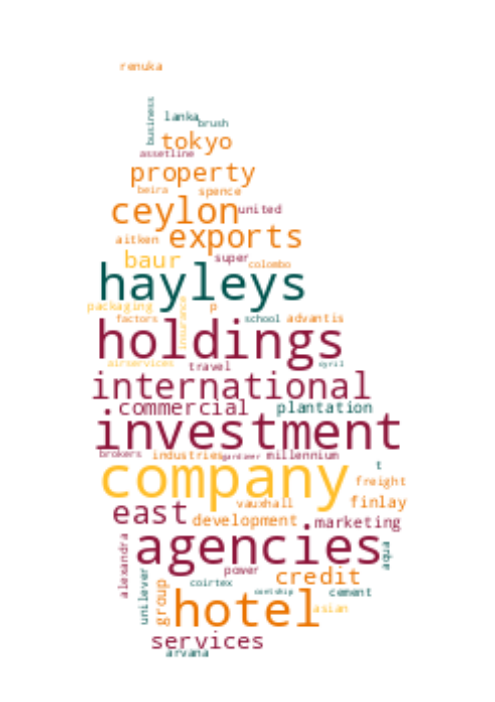 renuka
business
lanka
brush
tokyo
assetline
property
beira spence
ceylon united
aitken exports
baur super
colombo
hayleys
packaging p
factors insurance school advantis
holdings
airservices travel cyril
international
commercial plantation
investment
brokers industries gardiner millennium
company t
freight
vauxhall finlay
east development marketing
agencies
alexandra power
unilever group coirtex credit
cement
hotel asian
services
arvana